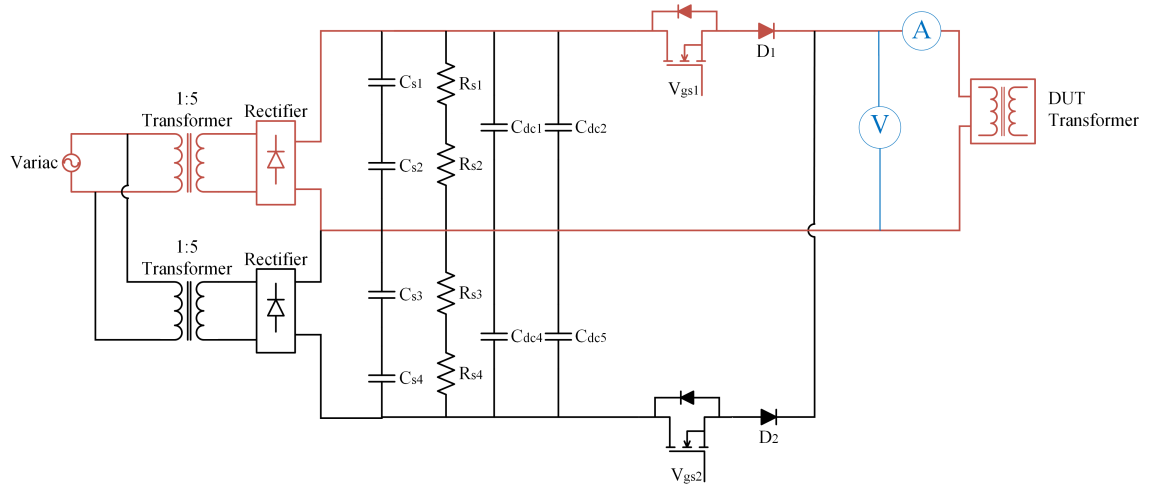 1:5
Transformer
Rectifier
Variac
1:5
Transformer
Rectifier
Cs1
Cs2
Cs3
Cs4
Rs1
Rs2
Rs3
Rs4
Cdc1
Cdc2
Cdc4
Cdc5
Vgs1
D1
Vgs2
D2
A
V
DUT
Transformer